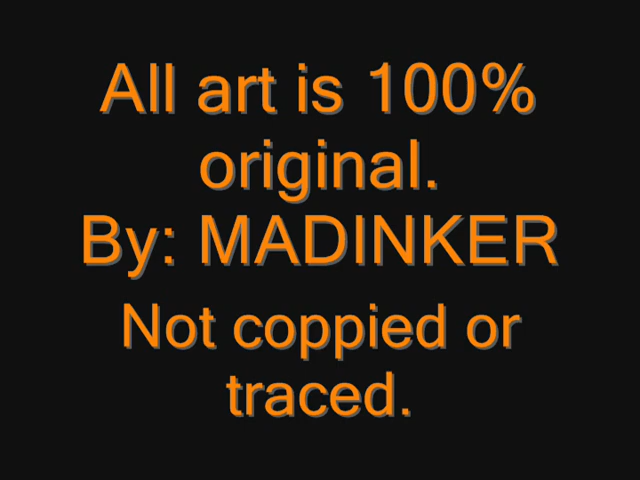 All art is 100%
original.
By: MADINKER
Not coppied or
traced.